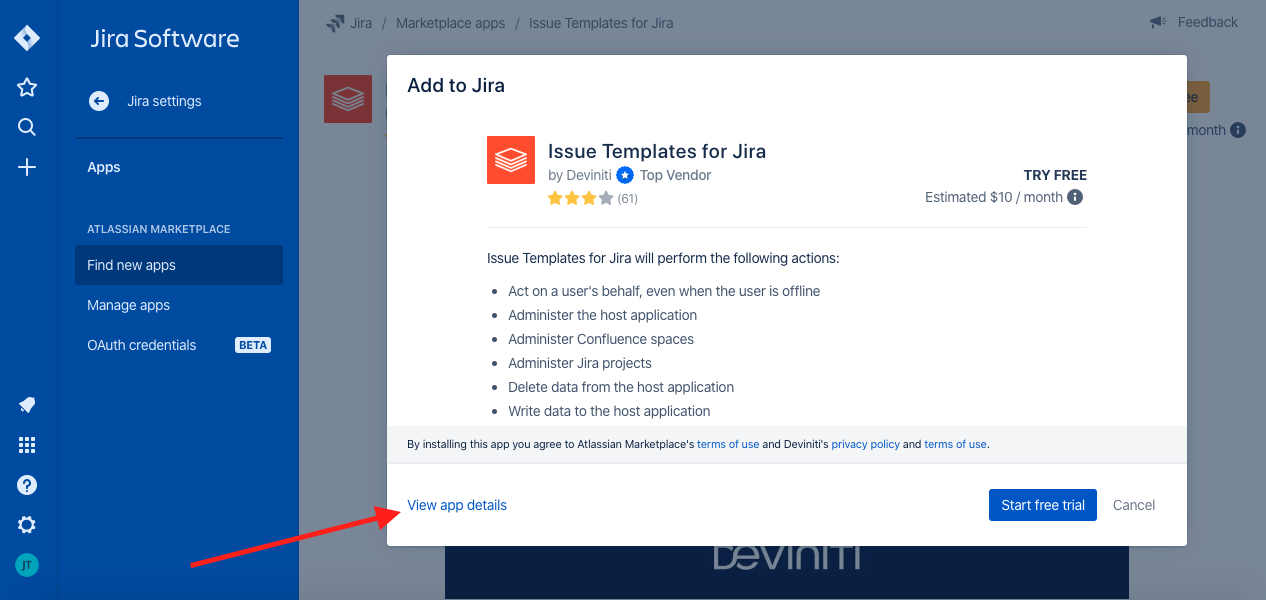 Jira Software
Jira settings
Apps
ATLASSIAN MARKETPLACE
Find new apps
Manage apps
OAuth credentials BETA
JT
Jira / Marketplace apps / Issue Templates for Jira
Feedback
month
Add to Jira
Issue Templates for Jira
by Deviniti Top Vendor
(61)
TRY FREE
Estimated $10 / month
Issue Templates for Jira will perform the following actions:
• Act on a user's behalf, even when the user is offline
• Administer the host application
• Administer Confluence spaces
• Administer Jira projects
• Delete data from the host application
• Write data to the host application
By installing this app you agree to Atlassian Marketplace's terms of use and Deviniti's privacy policy and terms of use.
View app details
Start free trial Cancel
Deviniti